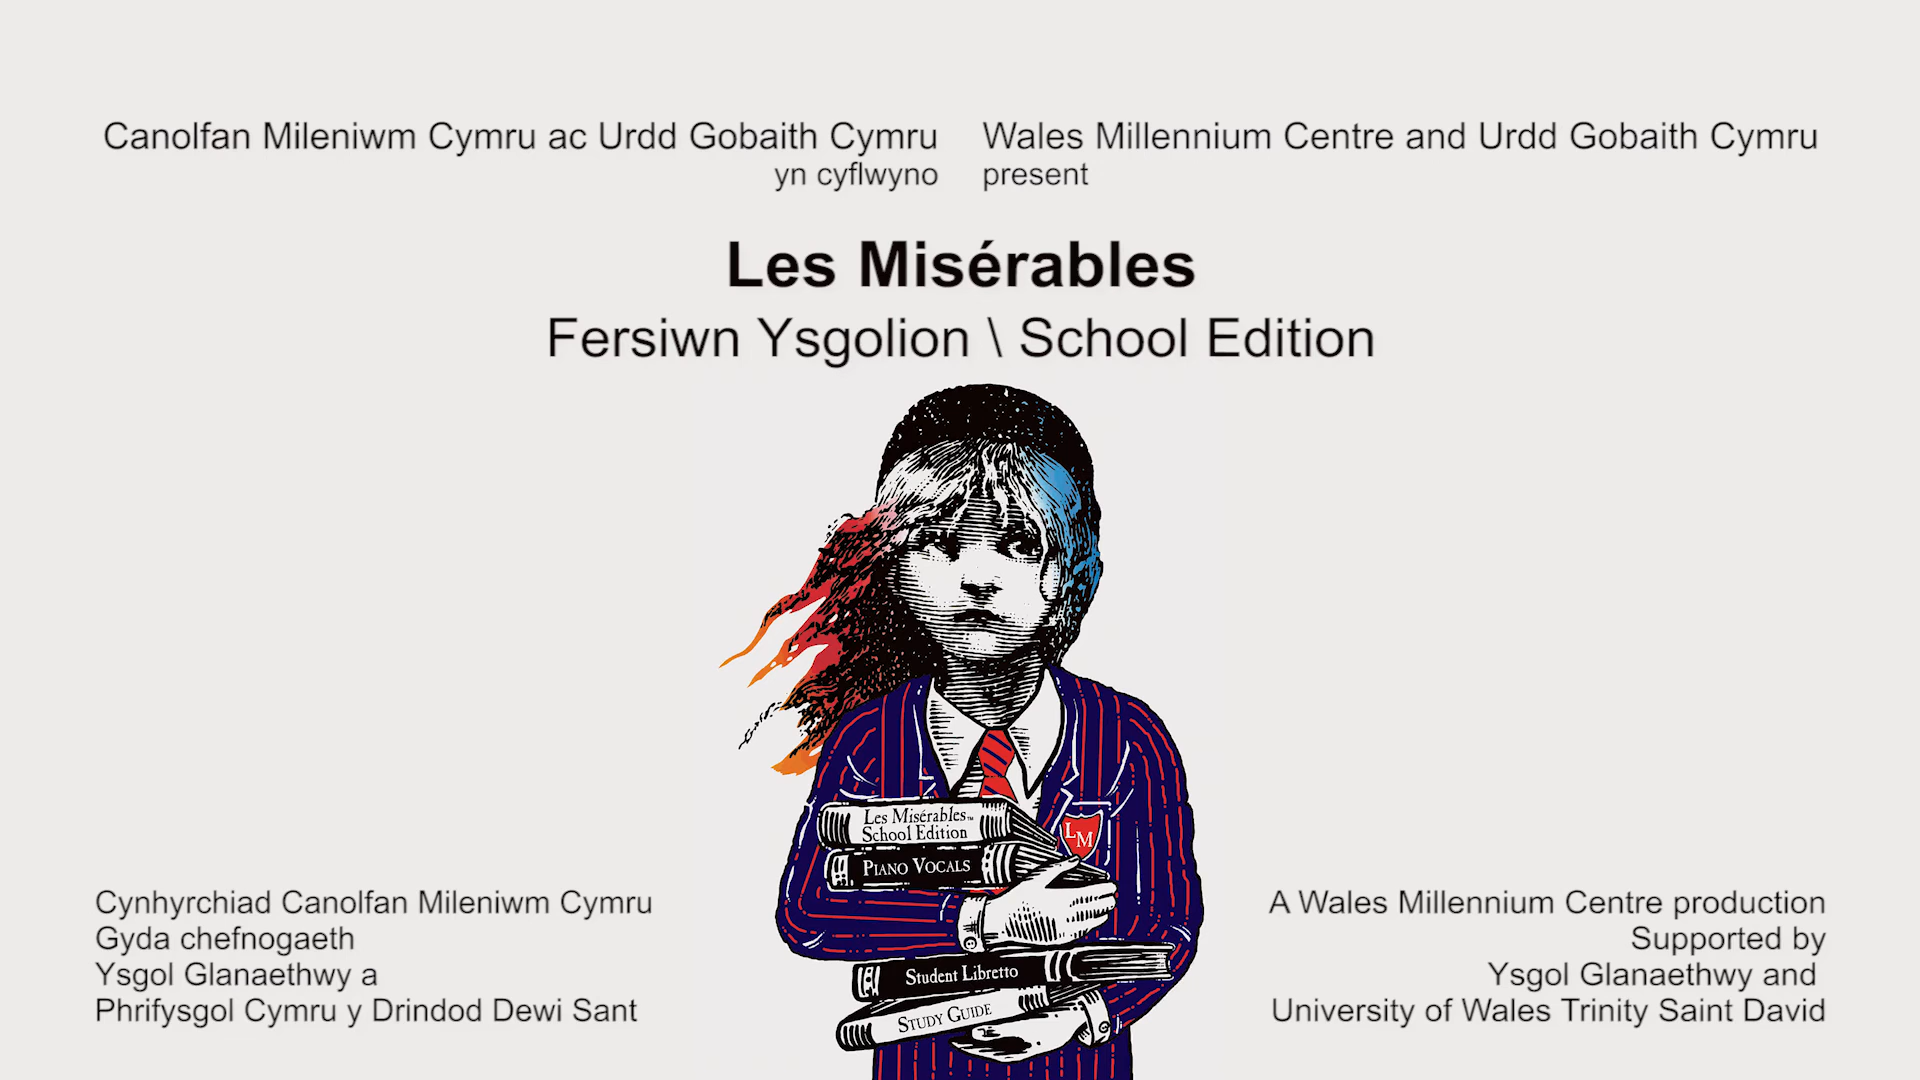 Canolfan Mileniwm Cymru ac Urdd Gobaith Cymru
yn cyflwyno
Wales Millennium Centre and Urdd Gobaith Cymru
present
Les Misérables
Fersiwn Ysgolion \ School Edition
Les Misérables™
School Edition
LM
PIANO VOCALS
Student Libretto
STUDY GUIDE
Cynhyrchiad Canolfan Mileniwm Cymru
Gyda chefnogaeth
Ysgol Glanaethwy a
Phrifysgol Cymru y Drindod Dewi Sant
A Wales Millennium Centre production
Supported by
Ysgol Glanaethwy and
University of Wales Trinity Saint David